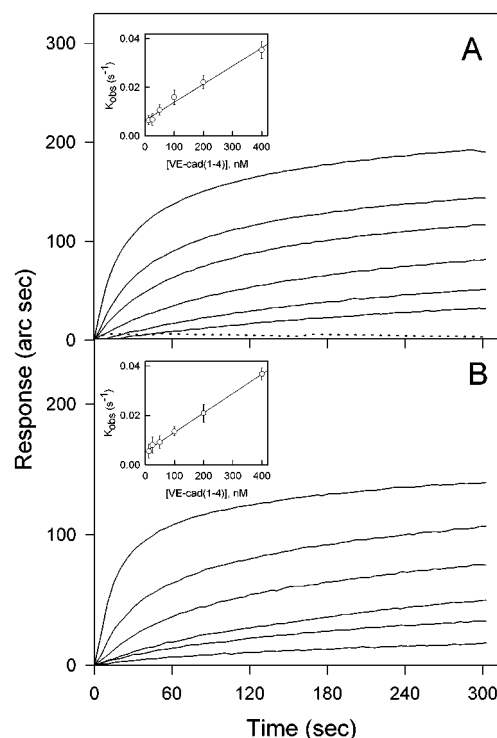 A
300
200
100
0
K_obs (s⁻¹)
0.04
0.02
0.00
0 100 200 300 400
[VE-cad(1-4)], nM
B
200
100
0
K_obs (s⁻¹)
0.04
0.02
0.00
0 100 200 300 400
[VE-cad(1-4)], nM
Response (arc sec)
0 60 120 180 240 300
Time (sec)